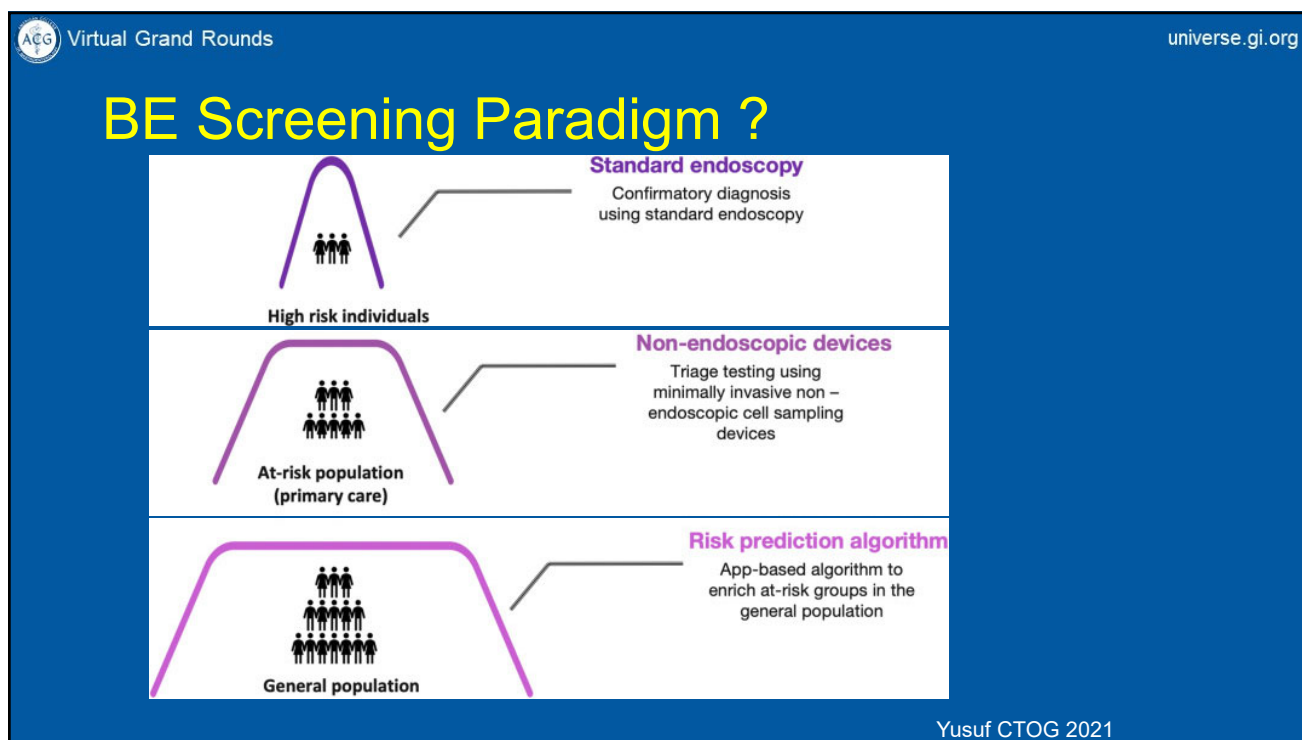 ACG
Virtual Grand Rounds
universe.gi.org
BE Screening Paradigm ?
Standard endoscopy
Confirmatory diagnosis
using standard endoscopy
High risk individuals
Non-endoscopic devices
Triage testing using
minimally invasive non –
endoscopic cell sampling
devices
At-risk population
(primary care)
Risk prediction algorithm
App-based algorithm to
enrich at-risk groups in the
general population
General population
Yusuf CTOG 2021